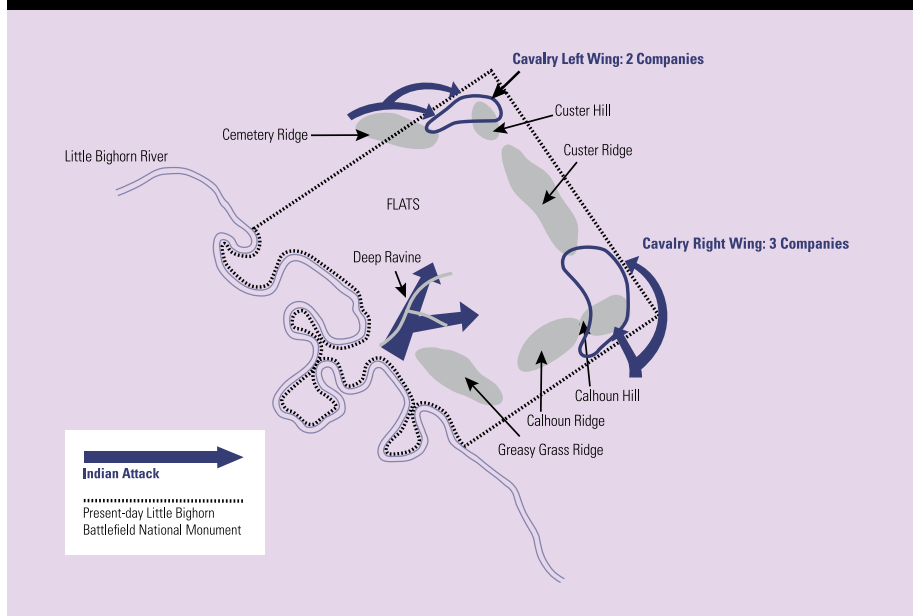 Cavalry Left Wing: 2 Companies
Custer Hill
Cemetery Ridge
Custer Ridge
Little Bighorn River
FLATS
Cavalry Right Wing: 3 Companies
Deep Ravine
Calhoun Hill
Calhoun Ridge
Greasy Grass Ridge
Indian Attack
Present-day Little Bighorn
Battlefield National Monument